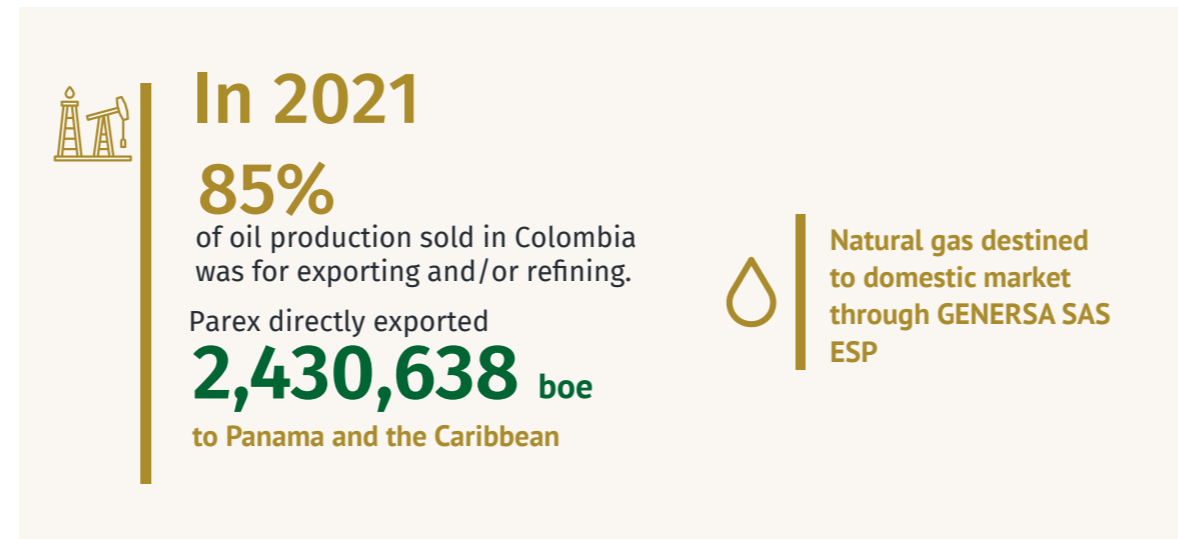 In 2021
85%
of oil production sold in Colombia
was for exporting and/or refining.
Parex directly exported
2,430,638 boe
to Panama and the Caribbean
Natural gas destined
to domestic market
through GENERSA SAS
ESP